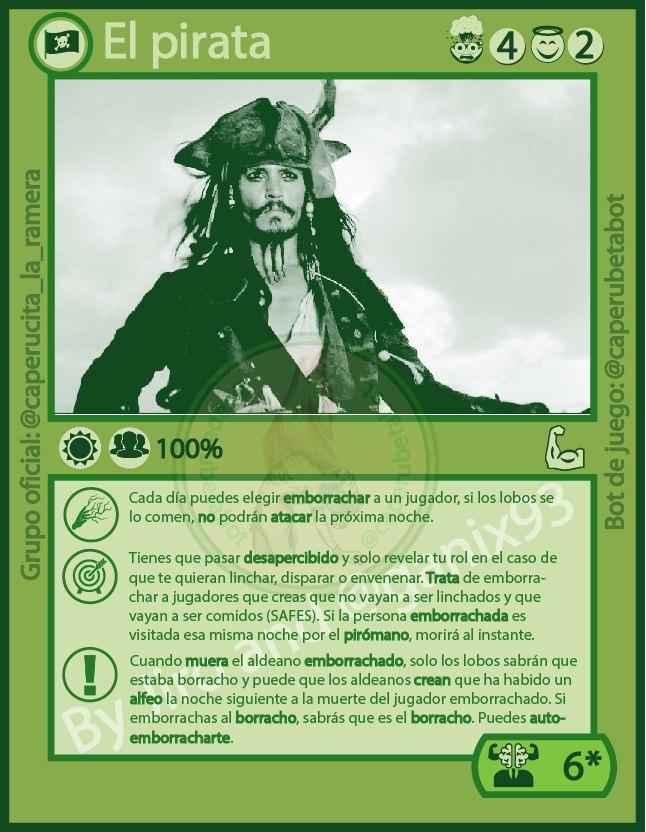 El pirata
4
2
Grupo oficial: @caperucita_la_ramera
Bot de juego: @caperubetabot
100%
Cada día puedes elegir emborrachar a un jugador, si los lobos se
lo comen, no podrán atacar la próxima noche.
Tienes que pasar desapercibido y solo revelar tu rol en el caso de
que te quieran linchar, disparar o envenenar. Trata de emborra-
char a jugadores que creas que no vayan a ser linchados y que
vayan a ser comidos (SAFES). Si la persona emborrachada es
visitada esa misma noche por el pirómano, morirá al instante.
Cuando muera el aldeano emborrachado, solo los lobos sabrán que
estaba borracho y puede que los aldeanos crean que ha habido un
alfeo la noche siguiente a la muerte del jugador emborrachado. Si
emborrachas al borracho, sabrás que es el borracho. Puedes auto-
emborracharte.
6*